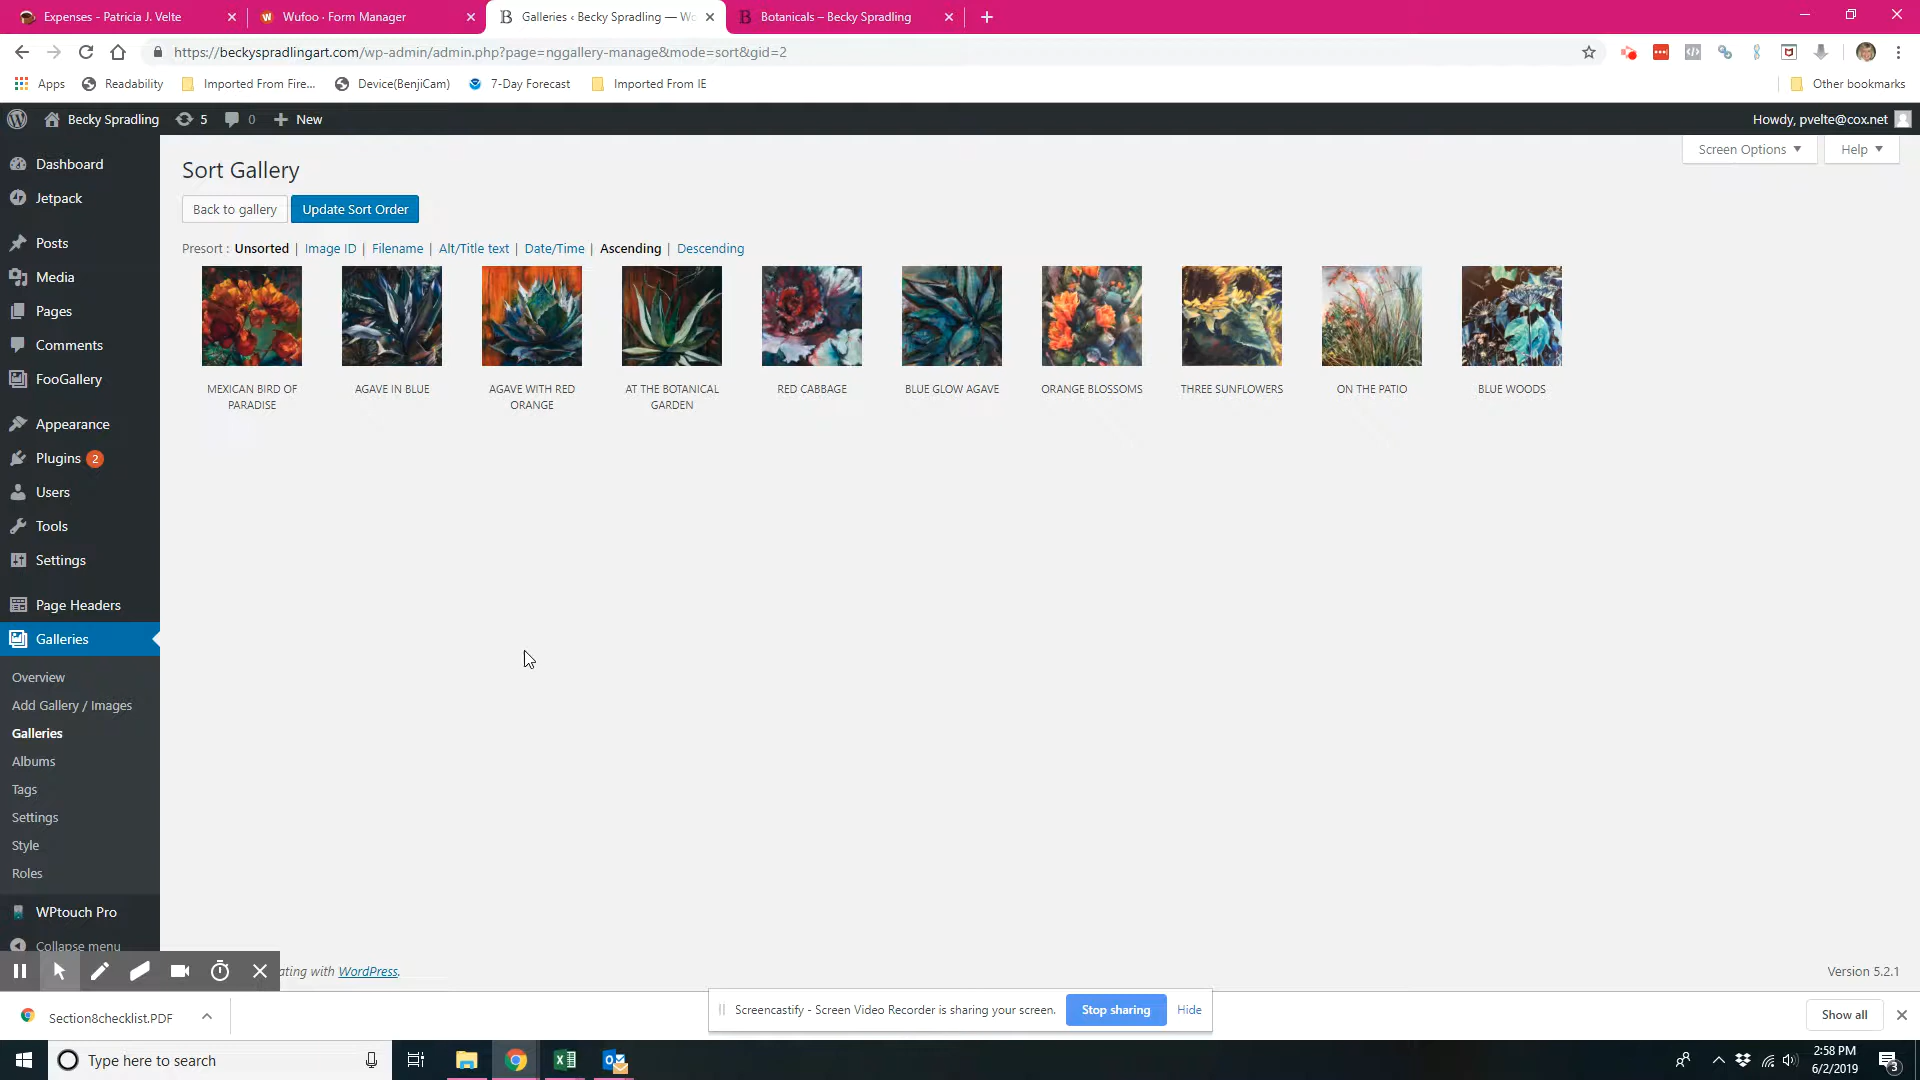 Expenses - Patricia J. Velte
Wufoo · Form Manager
Galleries ‹ Becky Spradling — Wo
Botanicals – Becky Spradling
https://beckyspradlingart.com/wp-admin/admin.php?page=nggallery-manage&mode=sort&gid=2
Apps
Readability
Imported From Fire...
Device(BenjiCam)
7-Day Forecast
Imported From IE
Other bookmarks
Becky Spradling
5
0
New
Howdy, pvelte@cox.net
Dashboard
Jetpack
Posts
Media
Pages
Comments
FooGallery
Appearance
Plugins 2
Users
Tools
Settings
Page Headers
Galleries
Overview
Add Gallery / Images
Galleries
Albums
Tags
Settings
Style
Roles
WPtouch Pro
Collapse menu
Screen Options
Help
Sort Gallery
Back to gallery
Update Sort Order
Presort : Unsorted | Image ID | Filename | Alt/Title text | Date/Time | Ascending | Descending
MEXICAN BIRD OF
PARADISE
AGAVE IN BLUE
AGAVE WITH RED
ORANGE
AT THE BOTANICAL
GARDEN
RED CABBAGE
BLUE GLOW AGAVE
ORANGE BLOSSOMS
THREE SUNFLOWERS
ON THE PATIO
BLUE WOODS
ating with WordPress.
Version 5.2.1
Section8checklist.PDF
Screencastify - Screen Video Recorder is sharing your screen.
Stop sharing
Hide
Show all
Type here to search
2:58 PM
6/2/2019
3